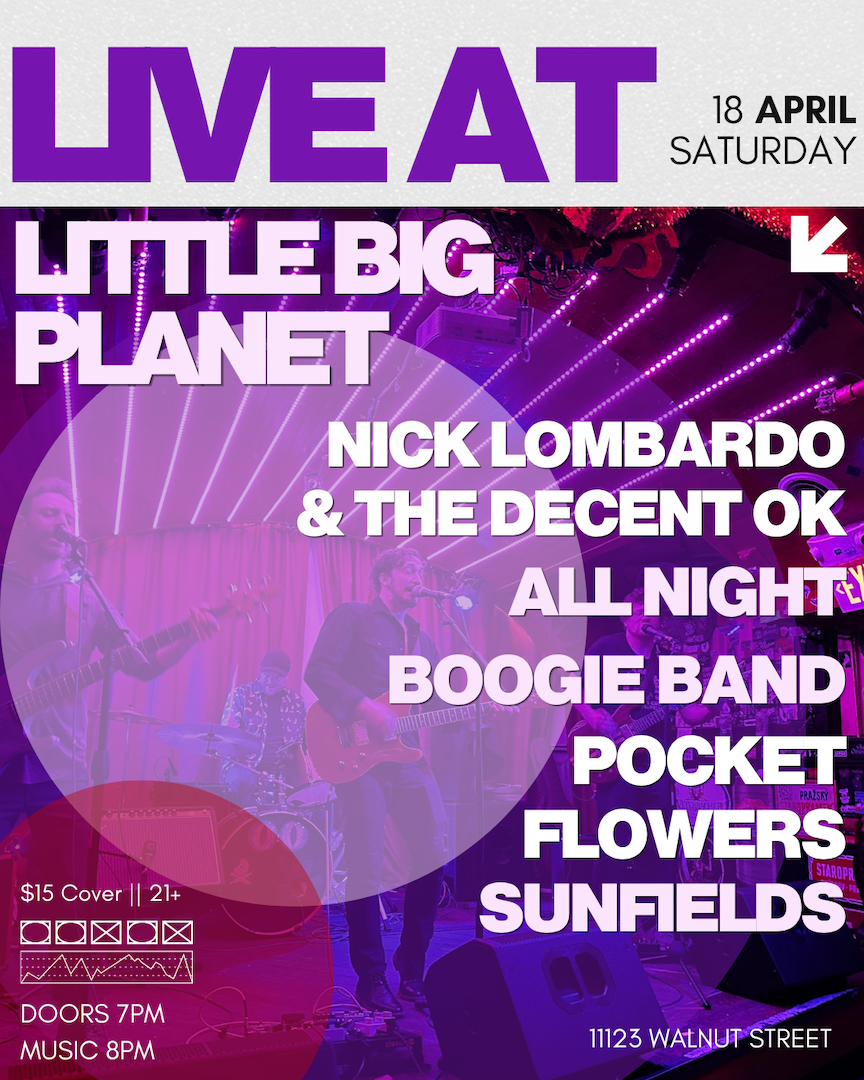 LIVE AT
18 APRIL
SATURDAY
LITTLE BIG
PLANET
NICK LOMBARDO
& THE DECENT OK
ALL NIGHT
BOOGIE BAND
POCKET
FLOWERS
SUNFIELDS
PRAŽSKÝ
$15 Cover || 21+
DOORS 7PM
MUSIC 8PM
11123 WALNUT STREET